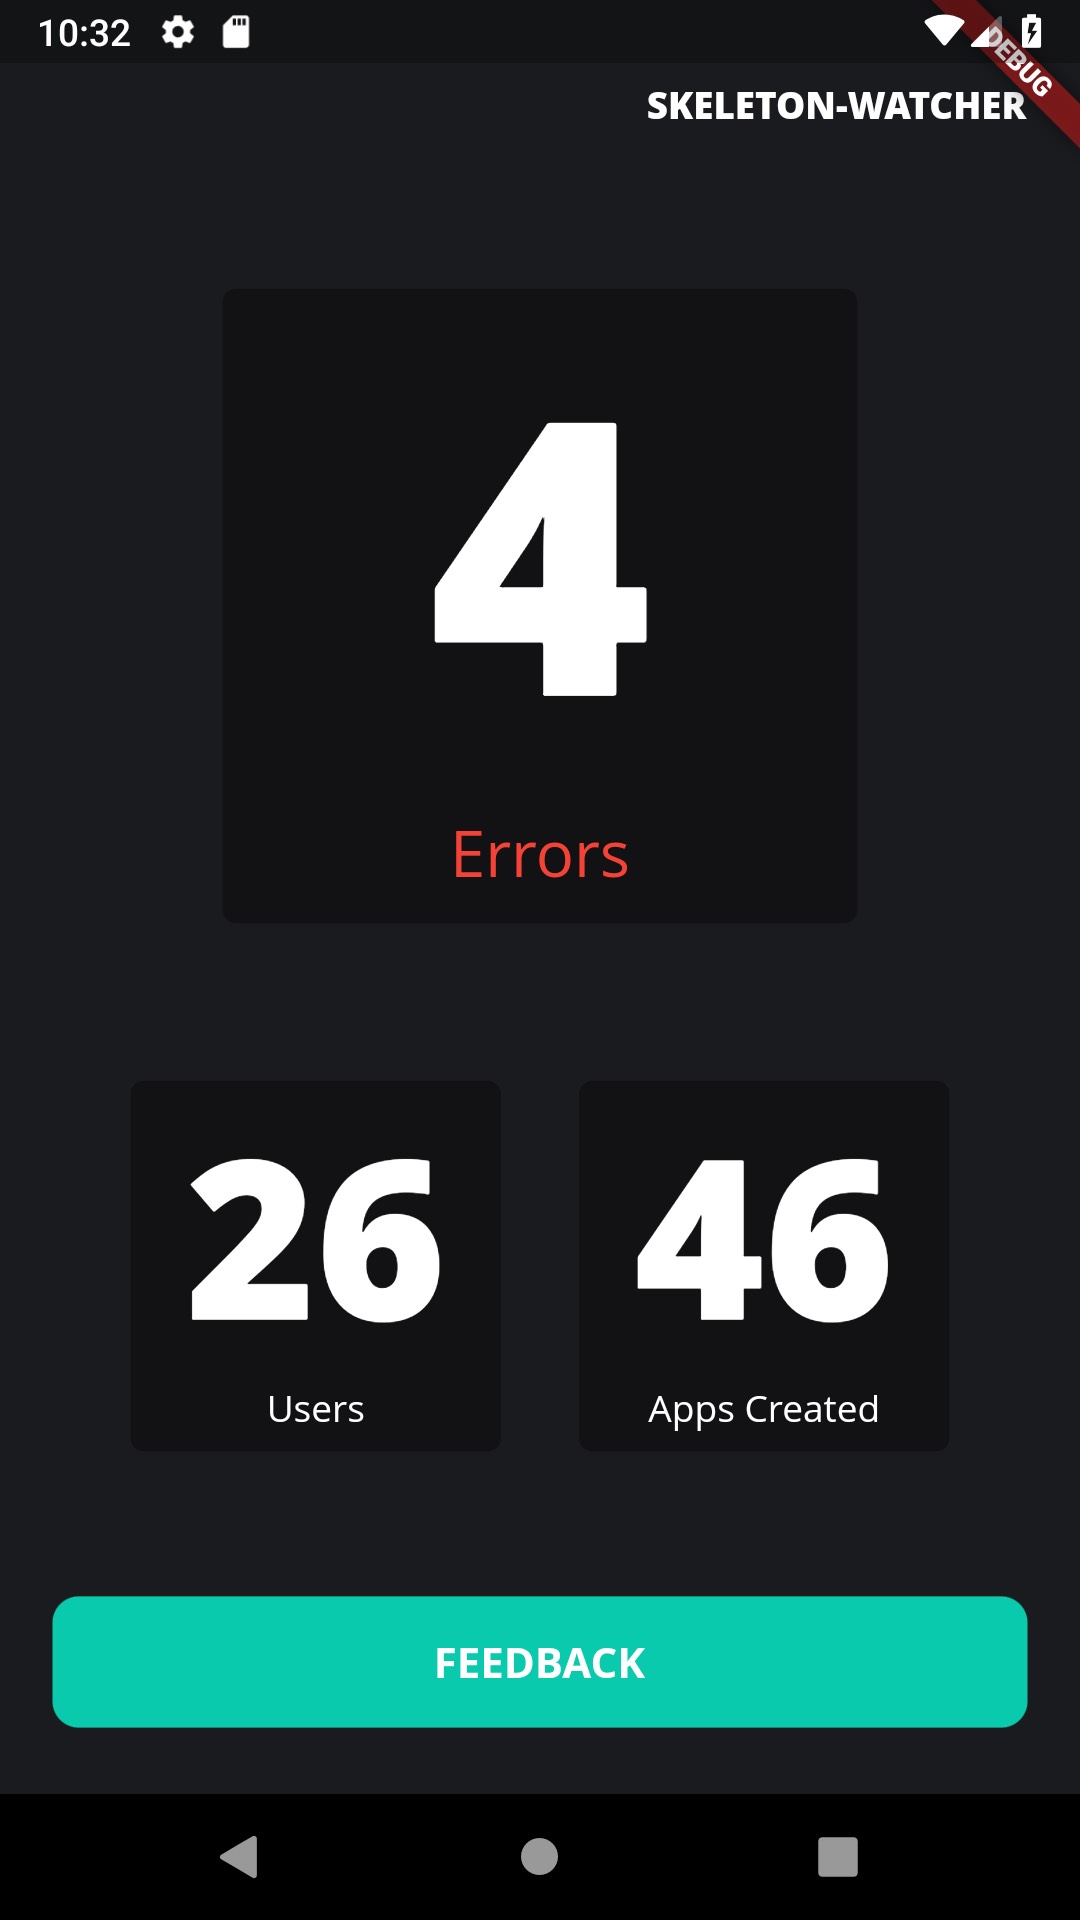 10:32
DEBUG
SKELETON-WATCHER
4
Errors
26
Users
46
Apps Created
FEEDBACK